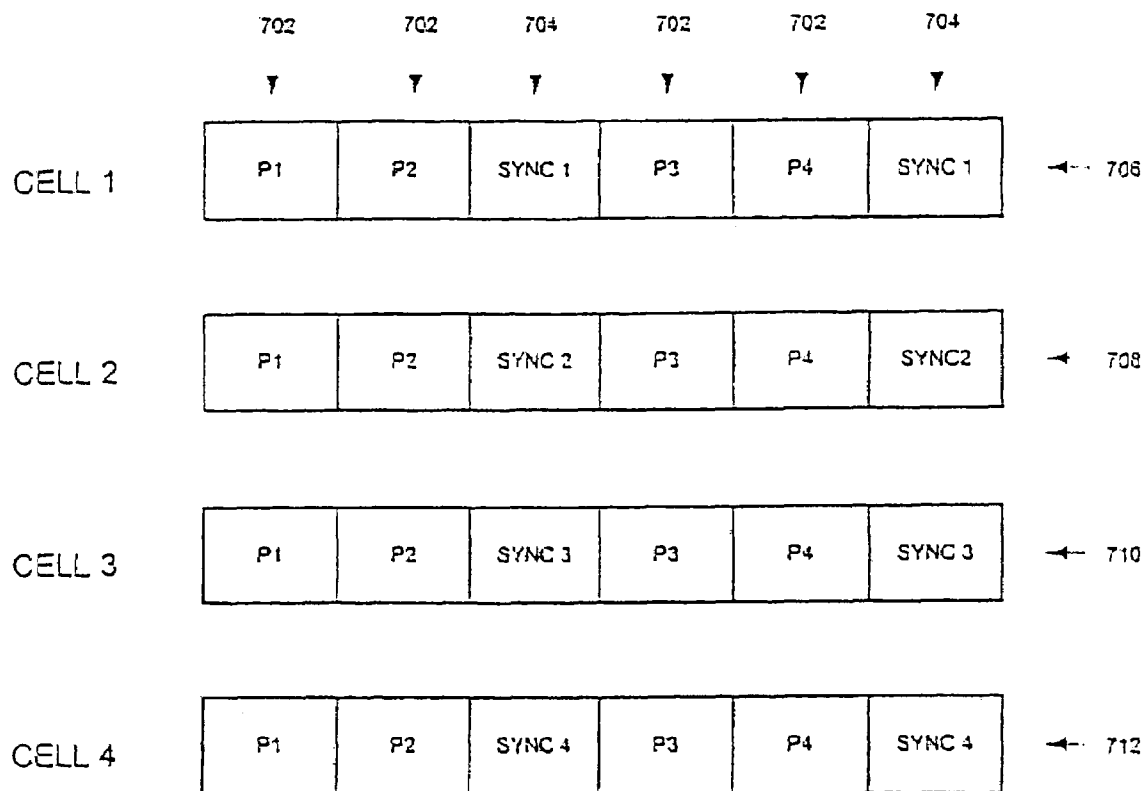 702 702 704 702 702 704
CELL 1 P1 P2 SYNC 1 P3 P4 SYNC 1 706
CELL 2 P1 P2 SYNC 2 P3 P4 SYNC2 708
CELL 3 P1 P2 SYNC 3 P3 P4 SYNC 3 710
CELL 4 P1 P2 SYNC 4 P3 P4 SYNC 4 712